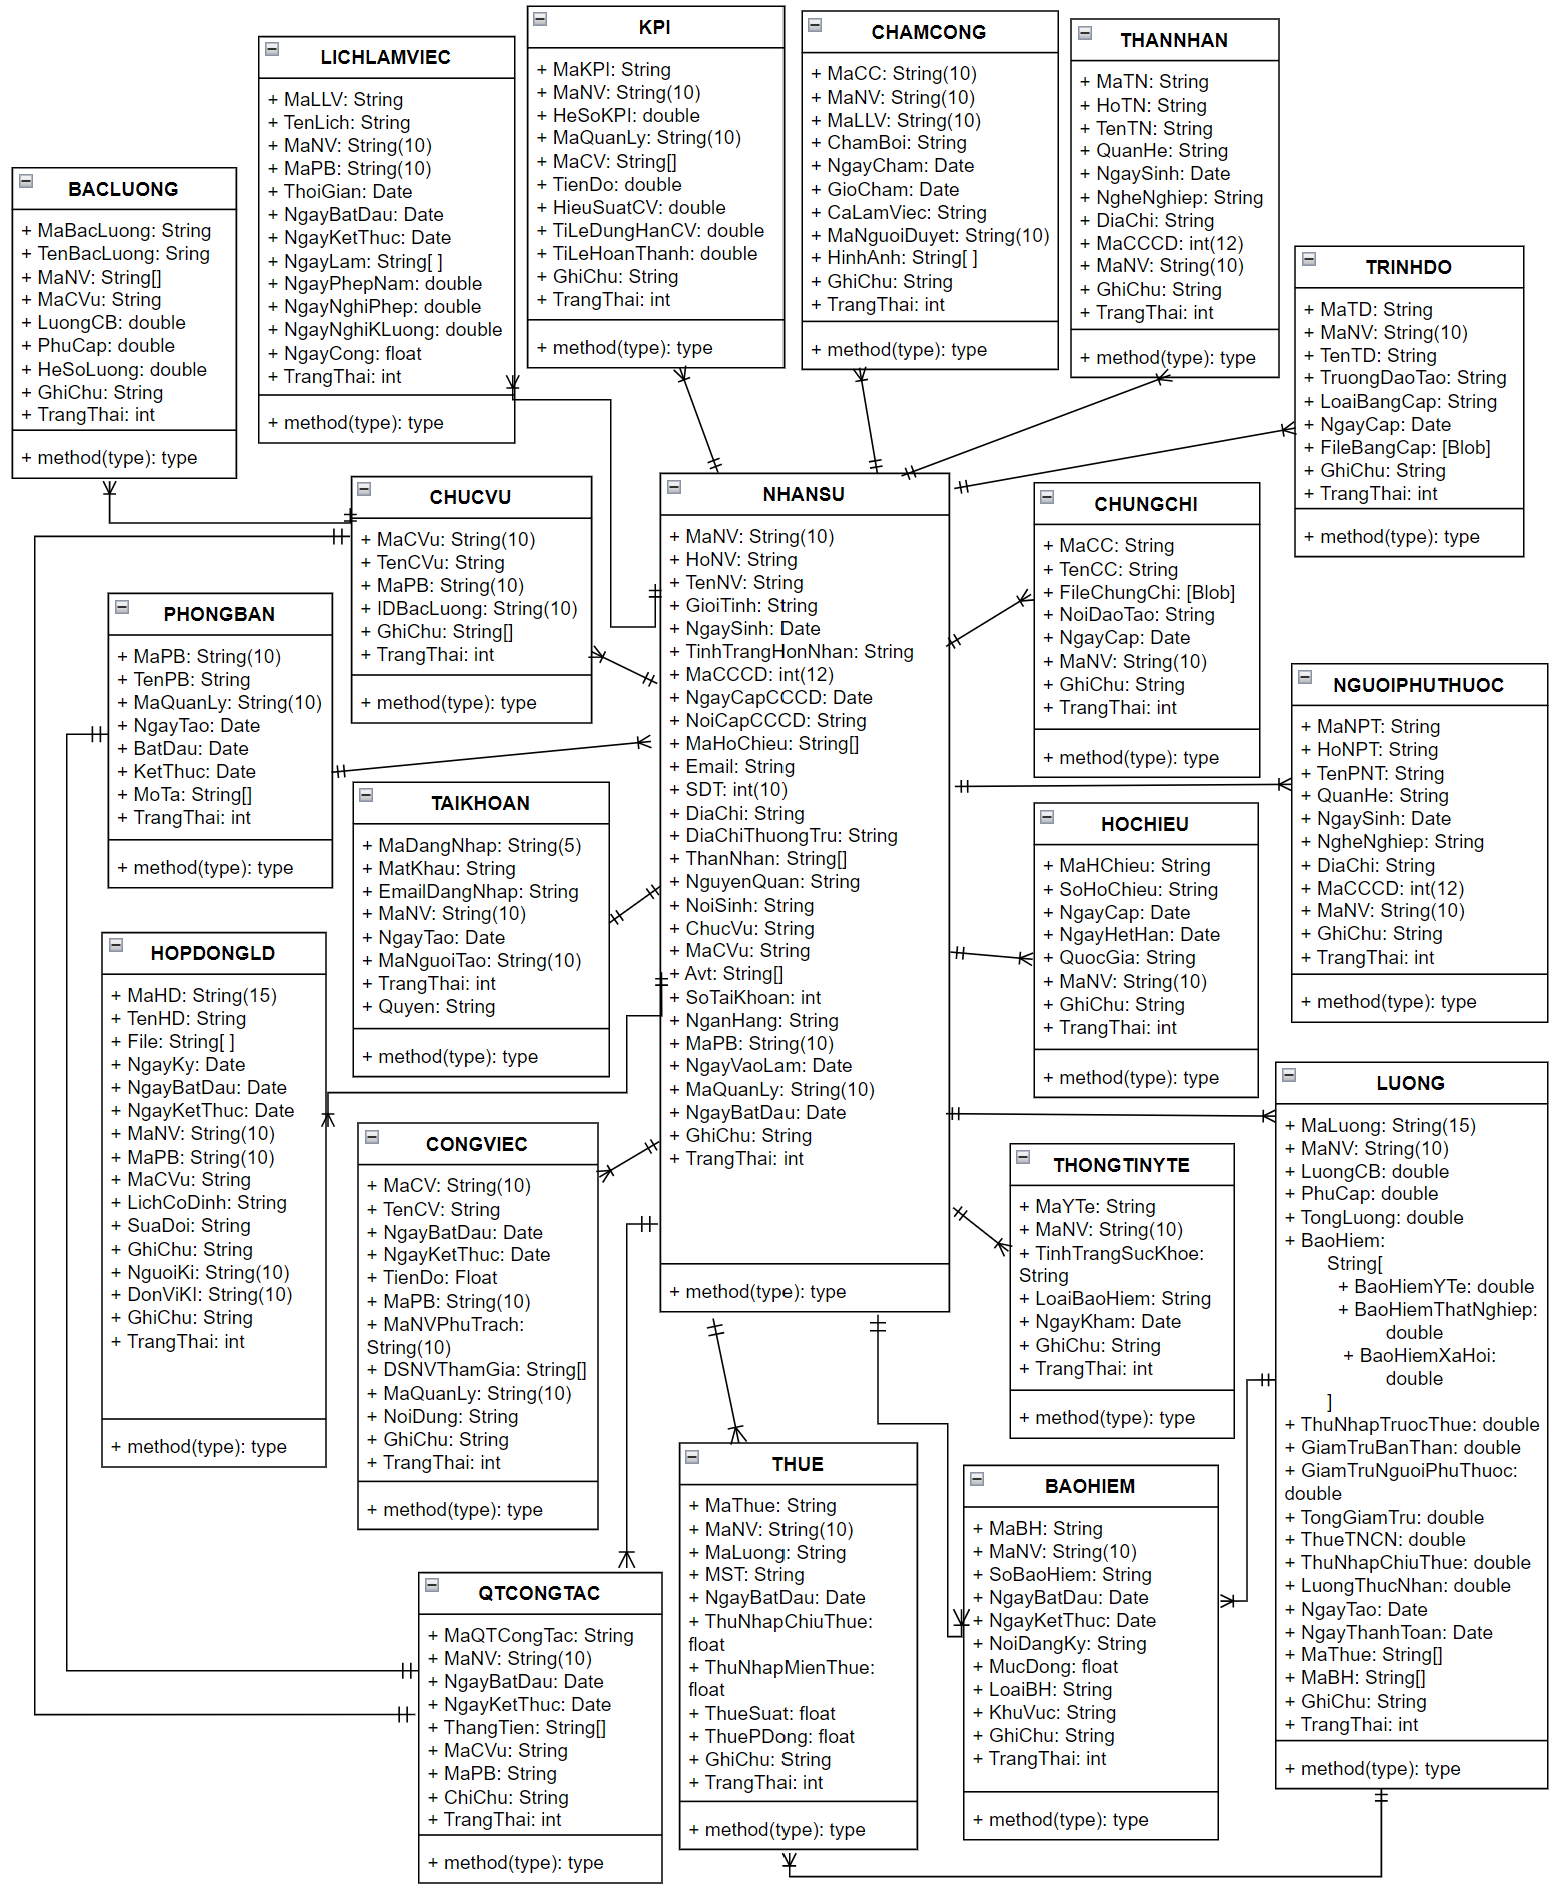 KPI
+ MaKPI: String
+ MaNV: String(10)
+ HeSoKPI: double
+ MaQuanLy: String(10)
+ MaCV: String[]
+ TienDo: double
+ HieuSuatCV: double
+ TiLeDungHanCV: double
+ TiLeHoanThanh: double
+ GhiChu: String
+ TrangThai: int
+ method(type): type
CHAMCONG
+ MaCC: String(10)
+ MaNV: String(10)
+ MaLLV: String(10)
+ ChamBoi: String
+ NgayCham: Date
+ GioCham: Date
+ CaLamViec: String
+ MaNguoiDuyet: String(10)
+ HinhAnh: String[ ]
+ GhiChu: String
+ TrangThai: int
+ method(type): type
THANNHAN
+ MaTN: String
+ HoTN: String
+ TenTN: String
+ QuanHe: String
+ NgaySinh: Date
+ NgheNghiep: String
+ DiaChi: String
+ MaCCCD: int(12)
+ MaNV: String(10)
+ GhiChu: String
+ TrangThai: int
+ method(type): type
LICHLAMVIEC
+ MaLLV: String
+ TenLich: String
+ MaNV: String(10)
+ MaPB: String(10)
+ ThoiGian: Date
+ NgayBatDau: Date
+ NgayKetThuc: Date
+ NgayLam: String[ ]
+ NgayPhepNam: double
+ NgayNghiPhep: double
+ NgayNghiKLuong: double
+ NgayCong: float
+ TrangThai: int
+ method(type): type
BACLUONG
+ MaBacLuong: String
+ TenBacLuong: Sring
+ MaNV: String[]
+ MaCVu: String
+ LuongCB: double
+ PhuCap: double
+ HeSoLuong: double
+ GhiChu: String
+ TrangThai: int
+ method(type): type
TRINHDO
+ MaTD: String
+ MaNV: String(10)
+ TenTD: String
+ TruongDaoTao: String
+ LoaiBangCap: String
+ NgayCap: Date
+ FileBangCap: [Blob]
+ GhiChu: String
+ TrangThai: int
+ method(type): type
CHUCVU
+ MaCVu: String(10)
+ TenCVu: String
+ MaPB: String(10)
+ IDBacLuong: String(10)
+ GhiChu: String[]
+ TrangThai: int
+ method(type): type
NHANSU
+ MaNV: String(10)
+ HoNV: String
+ TenNV: String
+ GioiTinh: String
+ NgaySinh: Date
+ TinhTrangHonNhan: String
+ MaCCCD: int(12)
+ NgayCapCCCD: Date
+ NoiCapCCCD: String
+ MaHoChieu: String[]
+ Email: String
+ SDT: int(10)
+ DiaChi: String
+ DiaChiThuongTru: String
+ ThanNhan: String[]
+ NguyenQuan: String
+ NoiSinh: String
+ ChucVu: String
+ MaCVu: String
+ Avt: String[]
+ SoTaiKhoan: int
+ NganHang: String
+ MaPB: String(10)
+ NgayVaoLam: Date
+ MaQuanLy: String(10)
+ NgayBatDau: Date
+ GhiChu: String
+ TrangThai: int
+ method(type): type
CHUNGCHI
+ MaCC: String
+ TenCC: String
+ FileChungChi: [Blob]
+ NoiDaoTao: String
+ NgayCap: Date
+ MaNV: String(10)
+ GhiChu: String
+ TrangThai: int
+ method(type): type
PHONGBAN
+ MaPB: String(10)
+ TenPB: String
+ MaQuanLy: String(10)
+ NgayTao: Date
+ BatDau: Date
+ KetThuc: Date
+ MoTa: String[]
+ TrangThai: int
+ method(type): type
NGUOIPHUTHUOC
+ MaNPT: String
+ HoNPT: String
+ TenPNT: String
+ QuanHe: String
+ NgaySinh: Date
+ NgheNghiep: String
+ DiaChi: String
+ MaCCCD: int(12)
+ MaNV: String(10)
+ GhiChu: String
+ TrangThai: int
+ method(type): type
TAIKHOAN
+ MaDangNhap: String(5)
+ MatKhau: String
+ EmailDangNhap: String
+ MaNV: String(10)
+ NgayTao: Date
+ MaNguoiTao: String(10)
+ TrangThai: int
+ Quyen: String
+ method(type): type
HOCHIEU
+ MaHChieu: String
+ SoHoChieu: String
+ NgayCap: Date
+ NgayHetHan: Date
+ QuocGia: String
+ MaNV: String(10)
+ GhiChu: String
+ TrangThai: int
+ method(type): type
HOPDONGLD
+ MaHD: String(15)
+ TenHD: String
+ File: String[ ]
+ NgayKy: Date
+ NgayBatDau: Date
+ NgayKetThuc: Date
+ MaNV: String(10)
+ MaPB: String(10)
+ MaCVu: String
+ LichCoDinh: String
+ SuaDoi: String
+ GhiChu: String
+ NguoiKi: String(10)
+ DonViKI: String(10)
+ GhiChu: String
+ TrangThai: int
+ method(type): type
LUONG
+ MaLuong: String(15)
+ MaNV: String(10)
+ LuongCB: double
+ PhuCap: double
+ TongLuong: double
+ BaoHiem:
String[
+ BaoHiemYTe: double
+ BaoHiemThatNghiep:
double
+ BaoHiemXaHoi:
double
]
+ ThuNhapTruocThue: double
+ GiamTruBanThan: double
+ GiamTruNguoiPhuThuoc:
double
+ TongGiamTru: double
+ ThueTNCN: double
+ ThuNhapChiuThue: double
+ LuongThucNhan: double
+ NgayTao: Date
+ NgayThanhToan: Date
+ MaThue: String[]
+ MaBH: String[]
+ GhiChu: String
+ TrangThai: int
+ method(type): type
CONGVIEC
+ MaCV: String(10)
+ TenCV: String
+ NgayBatDau: Date
+ NgayKetThuc: Date
+ TienDo: Float
+ MaPB: String(10)
+ MaNVPhuTrach:
String(10)
+ DSNVThamGia: String[]
+ MaQuanLy: String(10)
+ NoiDung: String
+ GhiChu: String
+ TrangThai: int
+ method(type): type
THONGTINYTE
+ MaYTe: String
+ MaNV: String(10)
+ TinhTrangSucKhoe:
String
+ LoaiBaoHiem: String
+ NgayKham: Date
+ GhiChu: String
+ TrangThai: int
+ method(type): type
THUE
+ MaThue: String
+ MaNV: String(10)
+ MaLuong: String
+ MST: String
+ NgayBatDau: Date
+ ThuNhapChiuThue:
float
+ ThuNhapMienThue:
float
+ ThueSuat: float
+ ThuePDong: float
+ GhiChu: String
+ TrangThai: int
+ method(type): type
BAOHIEM
+ MaBH: String
+ MaNV: String(10)
+ SoBaoHiem: String
+ NgayBatDau: Date
+ NgayKetThuc: Date
+ NoiDangKy: String
+ MucDong: float
+ LoaiBH: String
+ KhuVuc: String
+ GhiChu: String
+ TrangThai: int
+ method(type): type
QTCONGTAC
+ MaQTCongTac: String
+ MaNV: String(10)
+ NgayBatDau: Date
+ NgayKetThuc: Date
+ ThangTien: String[]
+ MaCVu: String
+ MaPB: String
+ ChiChu: String
+ TrangThai: int
+ method(type): type